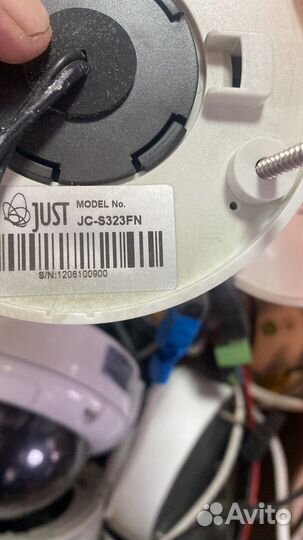 JUST MODEL No.
JC-S323FN
S/N:1206100900
Avito